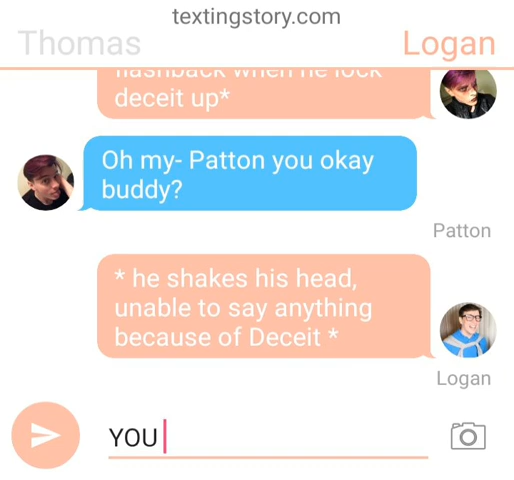 textingstory.com
Thomas
Logan
flashback when he lock
deceit up*
Oh my- Patton you okay
buddy?
Patton
* he shakes his head,
unable to say anything
because of Deceit *
Logan
YOU